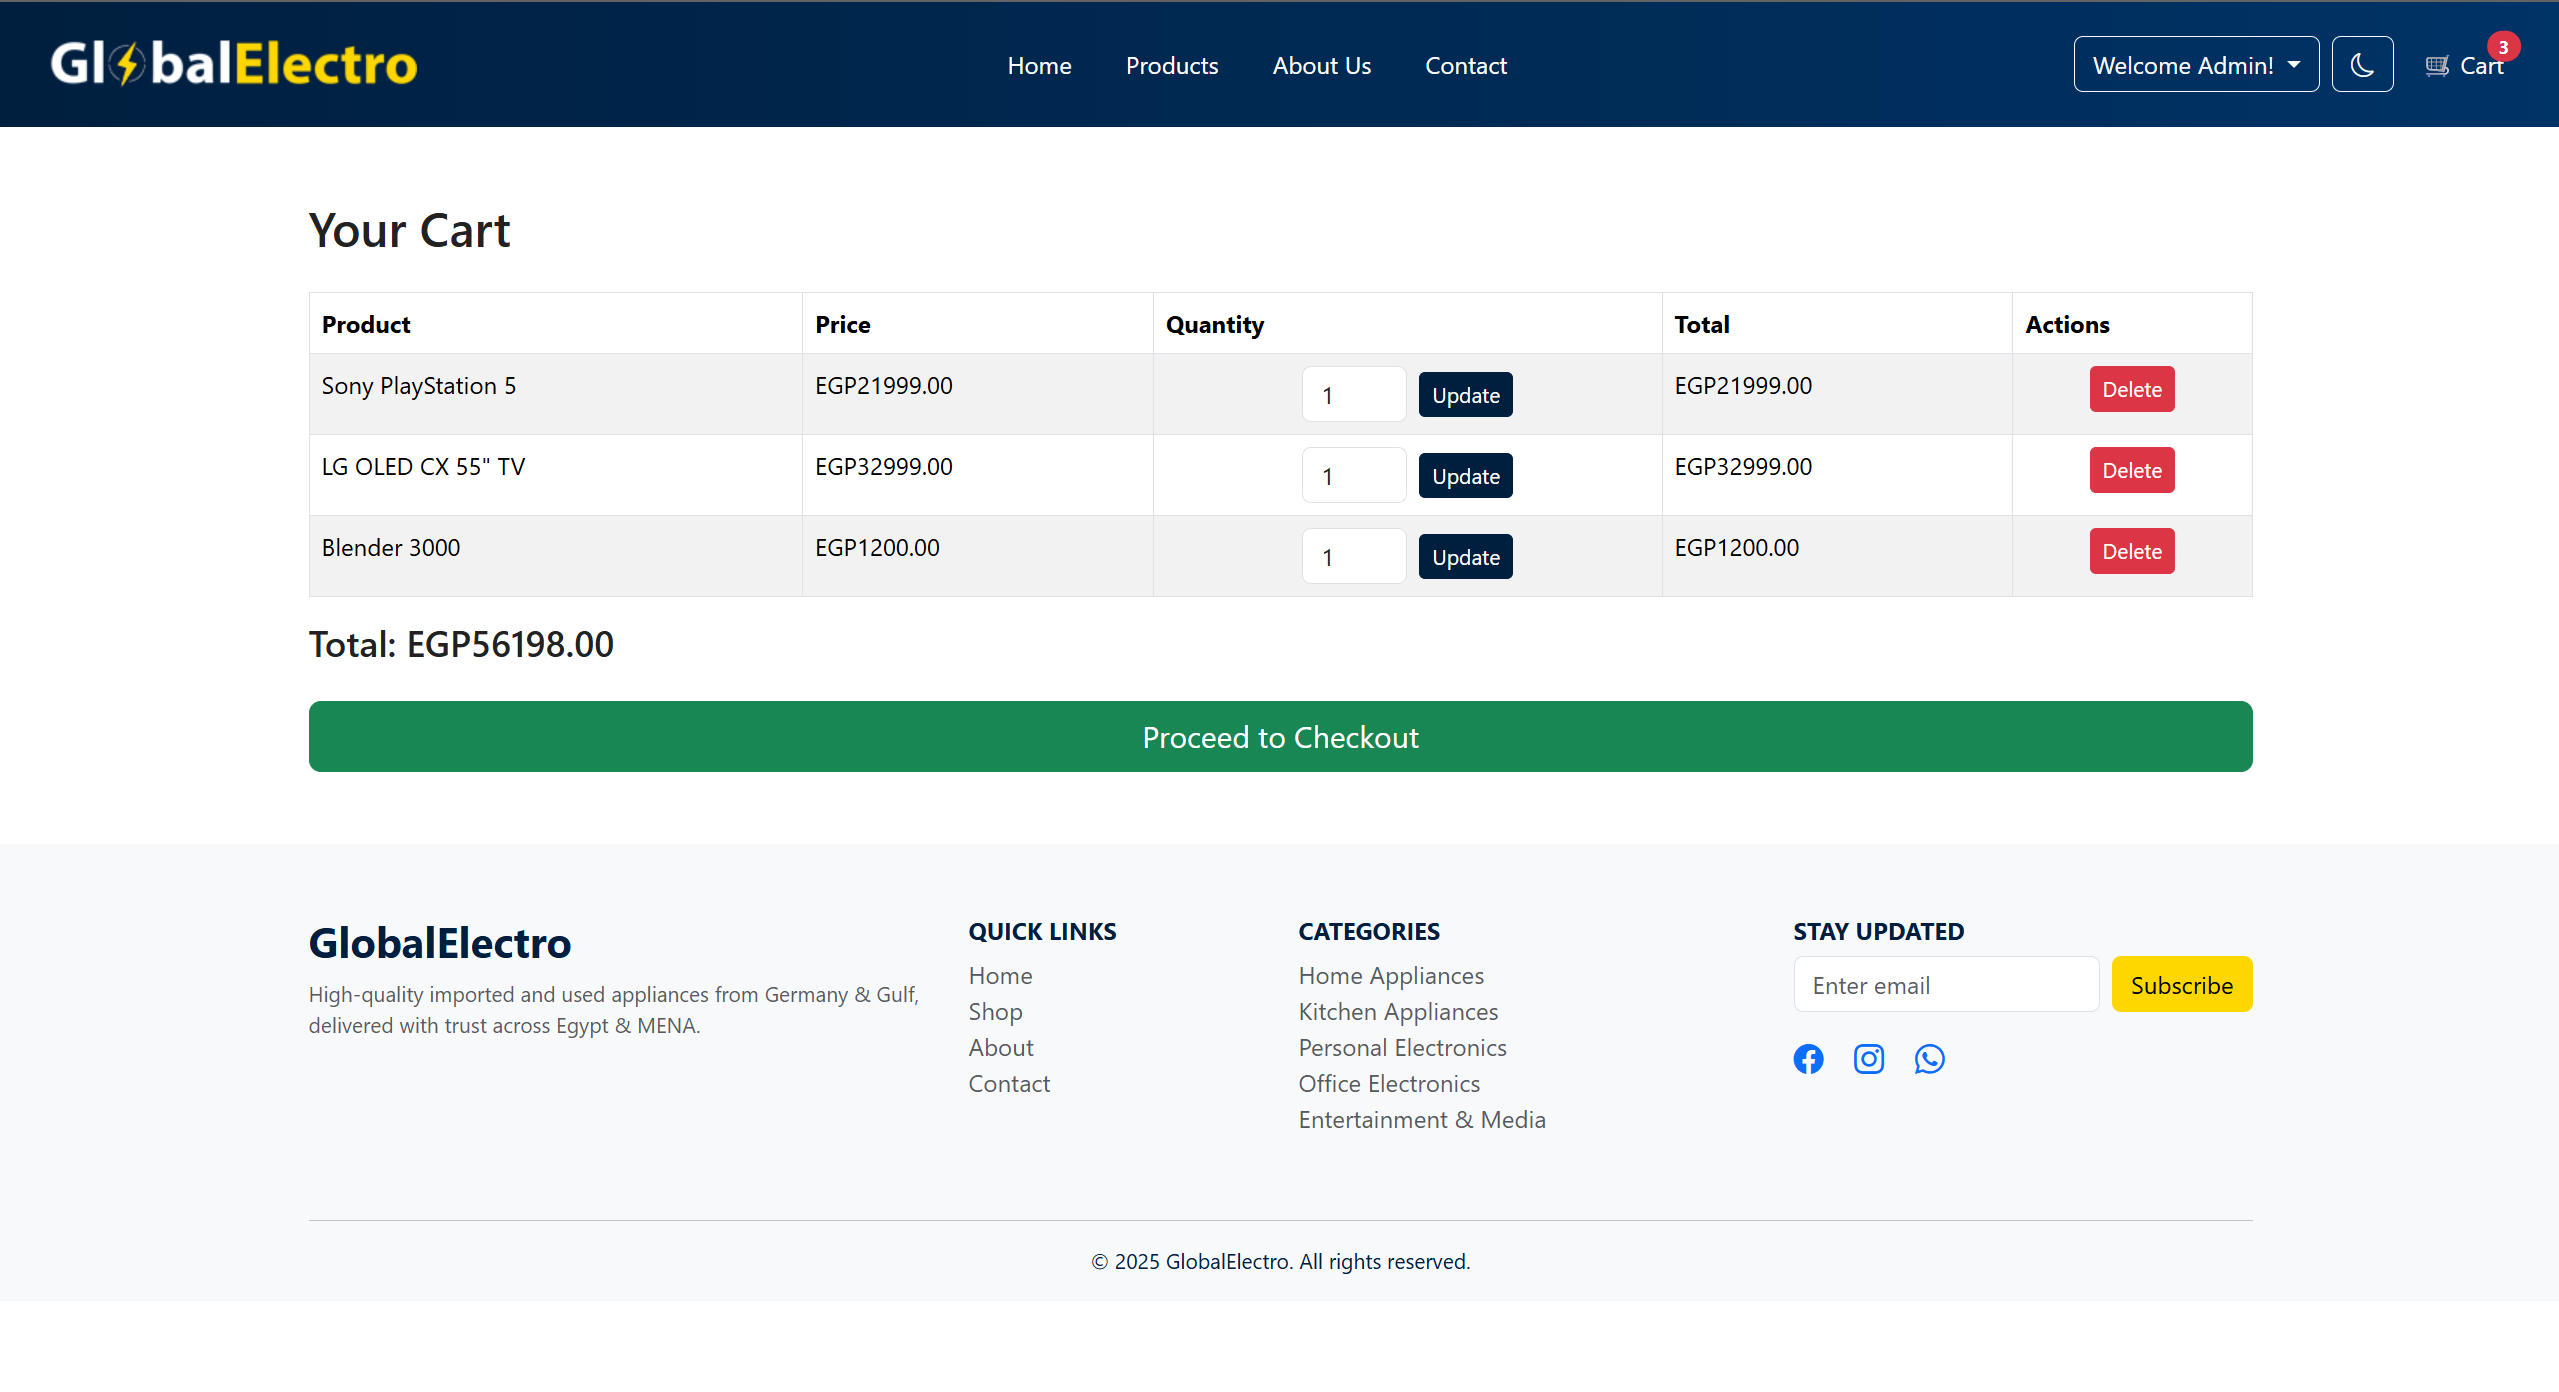 GlobalElectro
Home Products About Us Contact
Welcome Admin!
Cart
3
Your Cart
Product Price Quantity Total Actions
Sony PlayStation 5 EGP21999.00 1 Update EGP21999.00 Delete
LG OLED CX 55" TV EGP32999.00 1 Update EGP32999.00 Delete
Blender 3000 EGP1200.00 1 Update EGP1200.00 Delete
Total: EGP56198.00
Proceed to Checkout
GlobalElectro
High-quality imported and used appliances from Germany & Gulf,
delivered with trust across Egypt & MENA.
QUICK LINKS
Home
Shop
About
Contact
CATEGORIES
Home Appliances
Kitchen Appliances
Personal Electronics
Office Electronics
Entertainment & Media
STAY UPDATED
Enter email Subscribe
© 2025 GlobalElectro. All rights reserved.